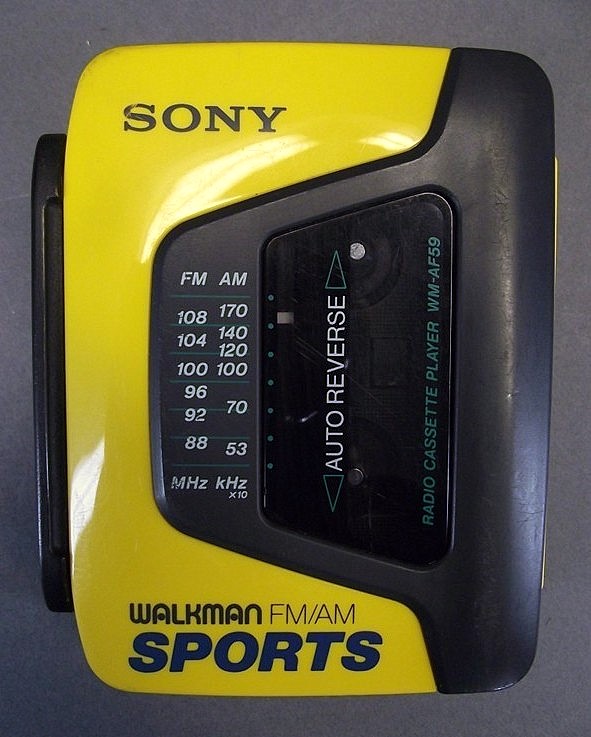 SONY
FM AM
108 170
104 140
120
100 100
96
92 70
88 53
MHz kHz
x10
AUTO REVERSE
RADIO CASSETTE PLAYER WM-AF59
WALKMAN FM/AM
SPORTS